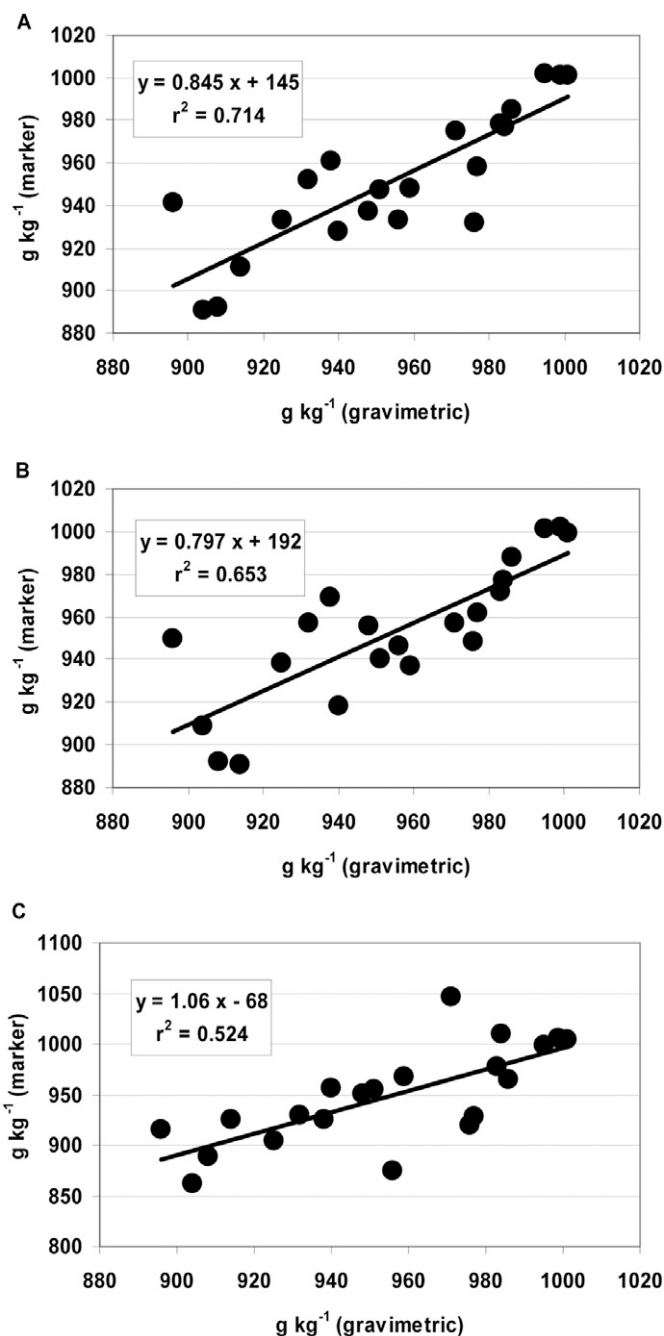 A
1020
y = 0.845 x + 145
r² = 0.714
1000
980
960
940
920
900
880
g kg⁻¹ (marker)
880 900 920 940 960 980 1000 1020
g kg⁻¹ (gravimetric)
B
1020
y = 0.797 x + 192
r² = 0.653
1000
980
960
940
920
900
880
g kg⁻¹ (marker)
880 900 920 940 960 980 1000 1020
g kg⁻¹ (gravimetric)
C
1100
y = 1.06 x - 68
r² = 0.524
1050
1000
950
900
850
800
g kg⁻¹ (marker)
880 900 920 940 960 980 1000 1020
g kg⁻¹ (gravimetric)